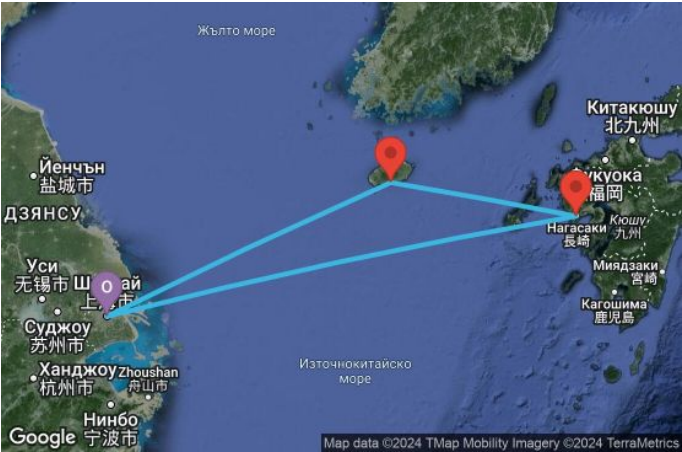 Жълто море
Китакюшу
北九州
Йенчън
盐城市
укуока
福岡
ДЗЯНСУ
Нагасаки
長崎
Кюшу
九州
Миядзаки
宮崎
Уси
无锡市
O
Кагошима
鹿児島
Суджоу
苏州市
Източнокитайско
море
Ханджоу
杭州市
Zhoushan
舟山市
Нинбо
宁波市
Google
Map data ©2024 TMap Mobility Imagery ©2024 TerraMetrics